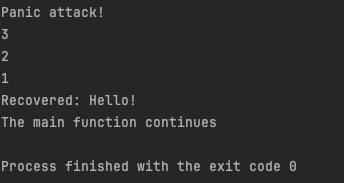 Panic attack!
3
2
1
Recovered: Hello!
The main function continues
Process finished with the exit code 0